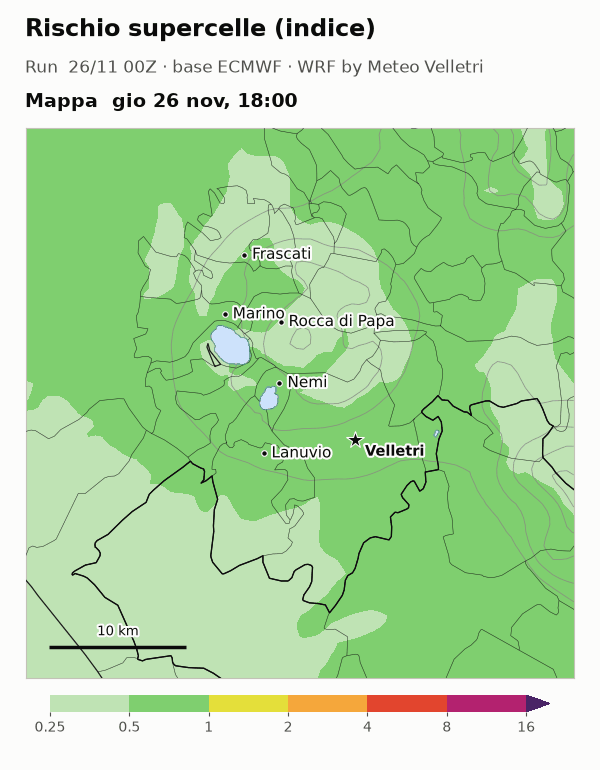 Rischio supercelle (indice)
Run  26/11 00Z · base ECMWF · WRF by Meteo Velletri
Mappa  gio 26 nov, 18:00
Frascati
Marino
Rocca di Papa
Nemi
Velletri
Lanuvio
10 km
0.25 0.5 1 2 4 8 16